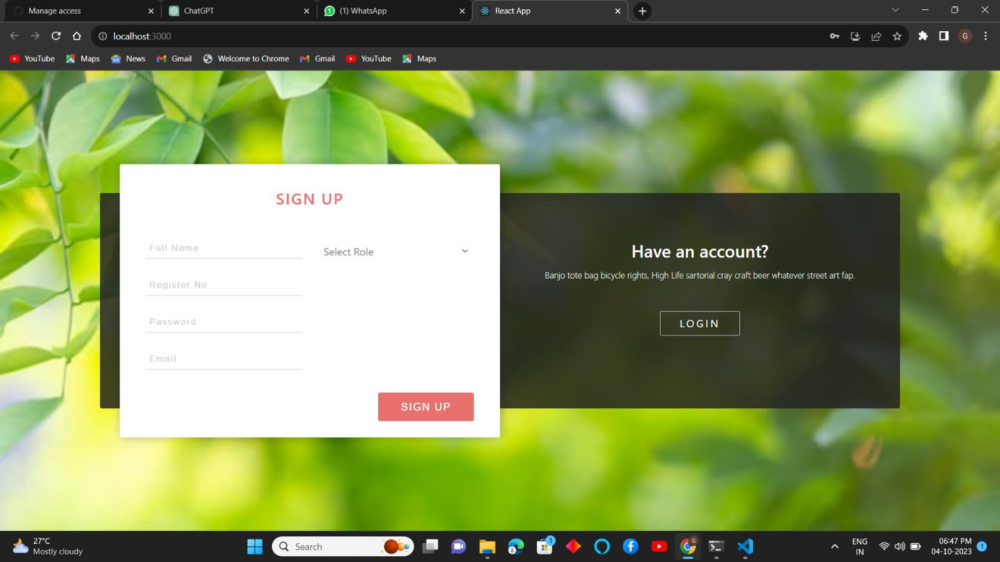 Manage access
ChatGPT
1 (1) WhatsApp
React App
localhost:3000
G
YouTube
Maps
News
Gmail
Welcome to Chrome
Gmail
YouTube
Maps
SIGN UP
Full Name
Select Role
Register No
Password
Email
SIGN UP
Have an account?
Banjo tote bag bicycle rights, High Life sartorial cray craft beer whatever street art fap.
LOGIN
27°C
Mostly cloudy
Search
1
G
ENG
IN
06:47 PM
04-10-2023
1